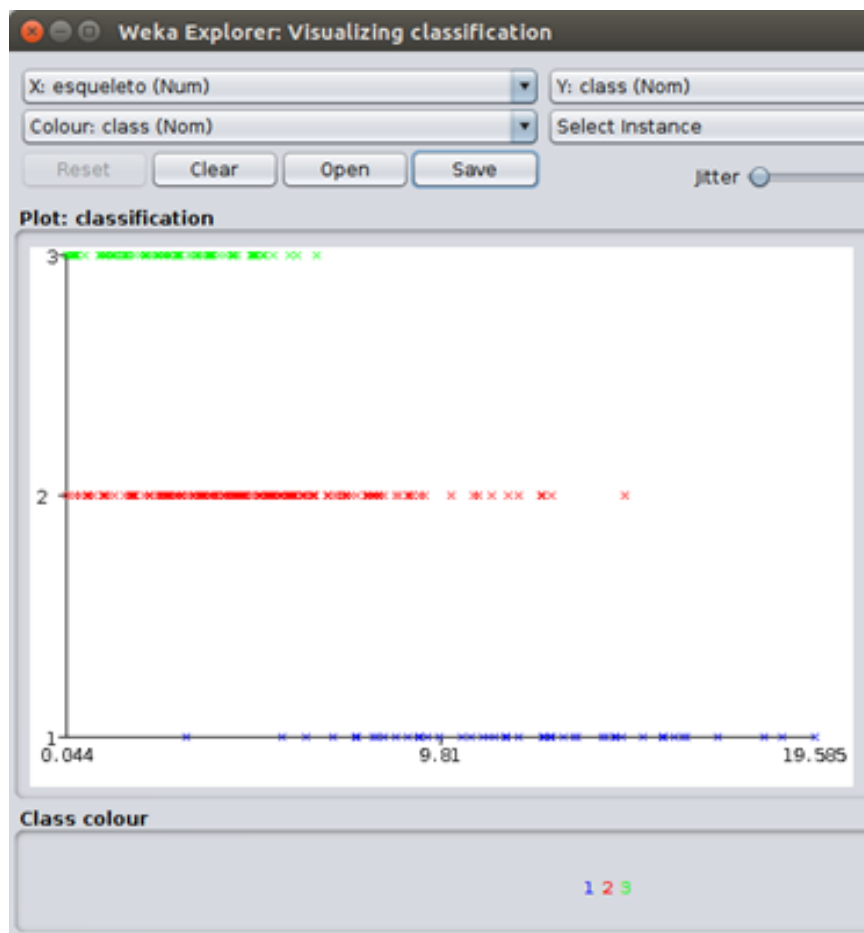 Weka Explorer: Visualizing classification
X: esqueleto (Num) Y: class (Nom)
Colour: class (Nom) Select Instance
Reset Clear Open Save Jitter
Plot: classification
3
2
1
0.044 9.81 19.585
Class colour
1 2 3